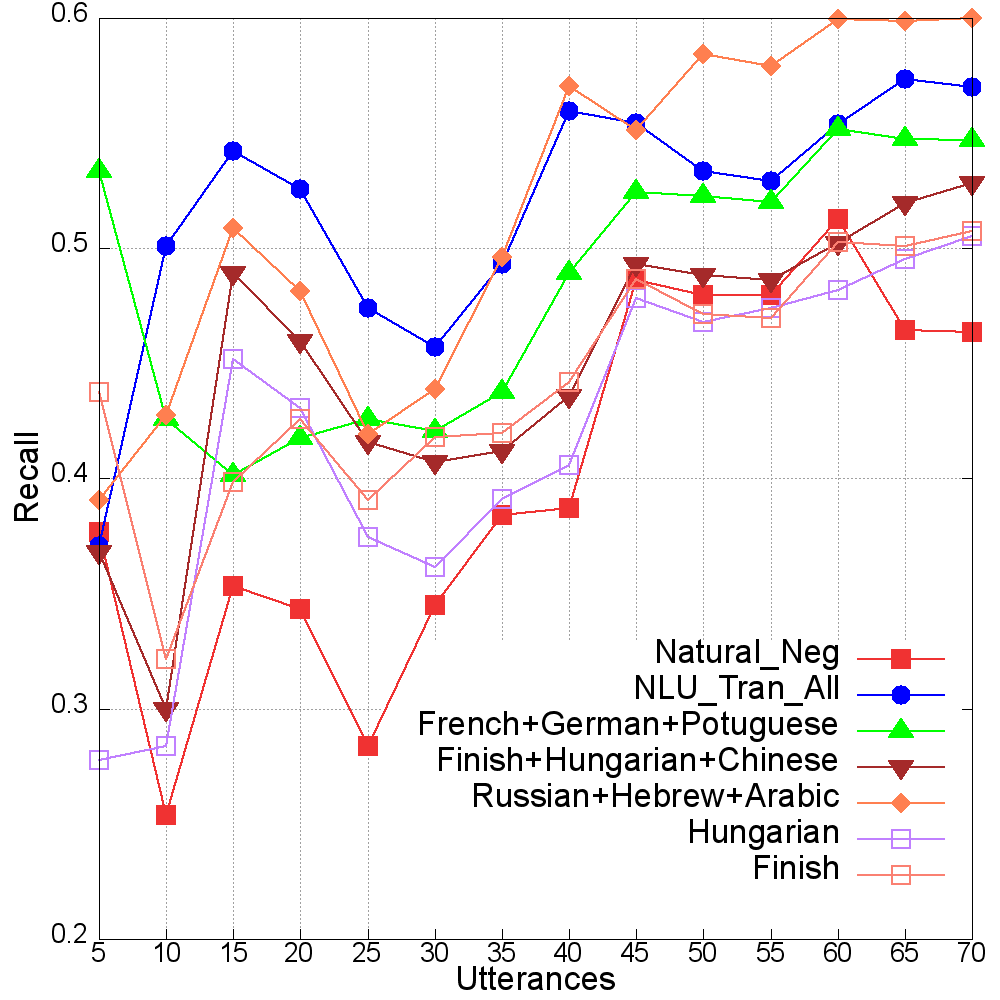 0.6
0.5
0.4
0.3
0.2
Recall
Natural_Neg
NLU_Tran_All
French+German+Potuguese
Finish+Hungarian+Chinese
Russian+Hebrew+Arabic
Hungarian
Finish
5 10 15 20 25 30 35 40 45 50 55 60 65 70
Utterances